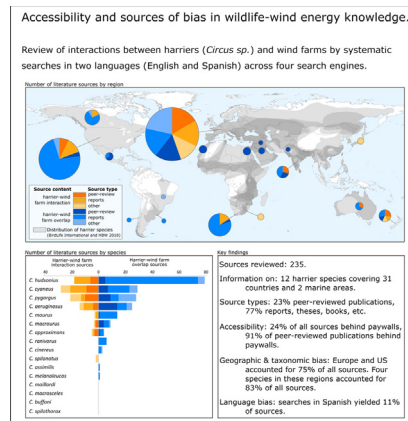 Accessibility and sources of bias in wildlife-wind energy knowledge.
Review of interactions between harriers (Circus sp.) and wind farms by systematic
searches in two languages (English and Spanish) across four search engines.
Number of literature sources by region
Source content
Source type
harrier-wind
farm
interaction
peer-review
reports
other
harrier-wind
farm
overlap
peer-review
reports
other
Distribution of harrier species
(Birdlife International and HBW 2018)
Number of literature sources by species
Harrier-wind farm
interaction sources
Harrier-wind farm
overlap sources
40
20
0
20
40
60
80
C. hudsonius
C. cyaneus
C. pygargus
C. aeruginosus
C. maurus
C. macrourus
C. approximans
C. ranivorus
C. cinereus
C. spilonotus
C. assimilis
C. melanoleucos
C. maillardi
C. macrosceles
C. buffoni
C. spilothorax
Key findings
Sources reviewed: 235.
Information on: 12 harrier species covering 31
countries and 2 marine areas.
Source types: 23% peer-reviewed publications,
77% reports, theses, books, etc.
Accessibility: 24% of all sources behind paywalls,
91% of peer-reviewed publications behind
paywalls.
Geographic & taxonomic bias: Europe and US
accounted for 75% of all sources. Four
species in these regions accounted for
83% of all sources.
Language bias: searches in Spanish yielded 11%
of sources.